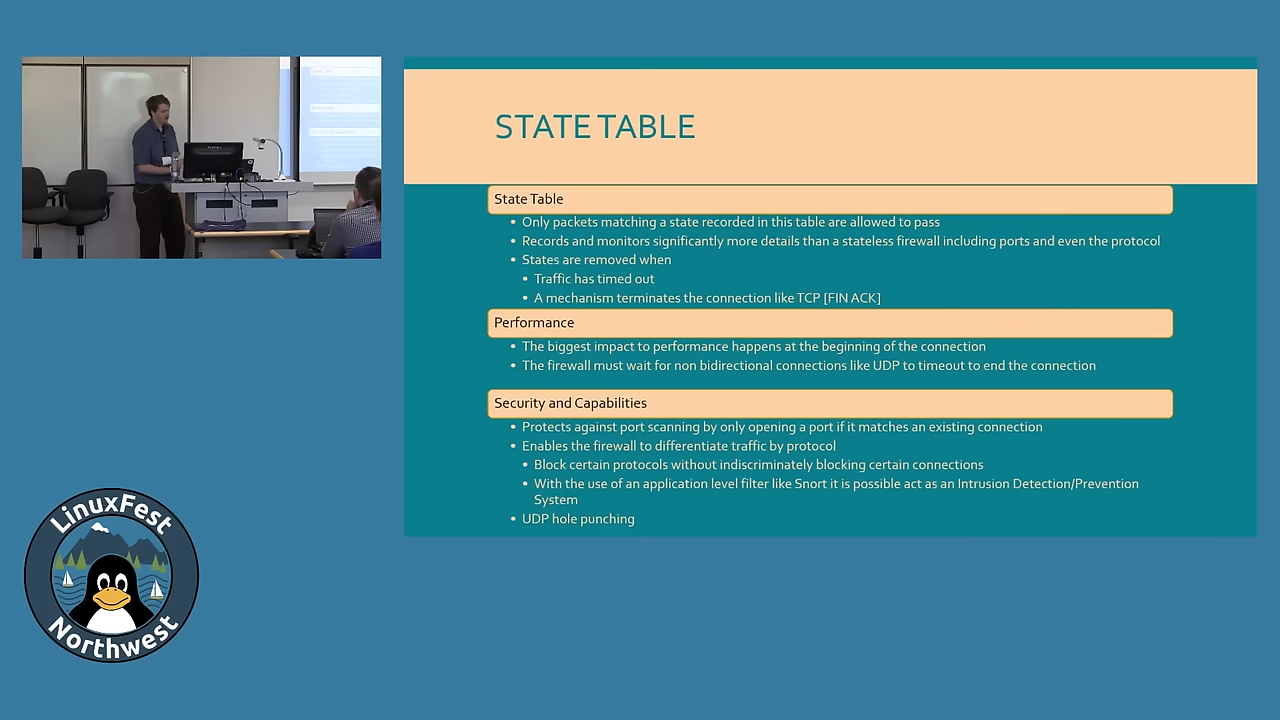 STATE TABLE
State Table
• Only packets matching a state recorded in this table are allowed to pass
• Records and monitors significantly more details than a stateless firewall including ports and even the protocol
• States are removed when
• Traffic has timed out
• A mechanism terminates the connection like TCP [FIN ACK]
Performance
• The biggest impact to performance happens at the beginning of the connection
• The firewall must wait for non bidirectional connections like UDP to timeout to end the connection
Security and Capabilities
• Protects against port scanning by only opening a port if it matches an existing connection
• Enables the firewall to differentiate traffic by protocol
• Block certain protocols without indiscriminately blocking certain connections
• With the use of an application level filter like Snort it is possible act as an Intrusion Detection/Prevention
System
• UDP hole punching
LinuxFest
Northwest